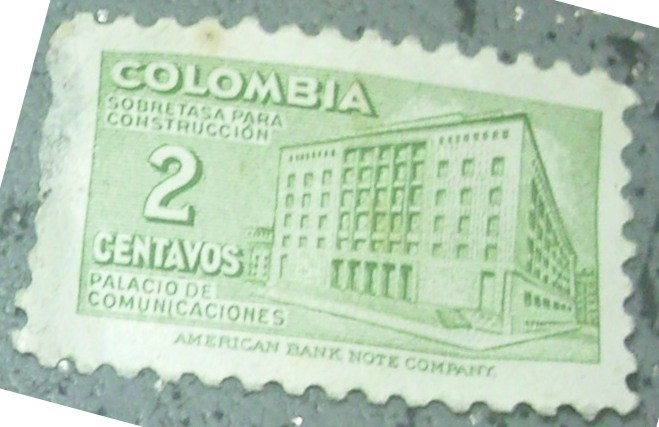 COLOMBIA
SOBRETASA PARA
CONSTRUCCIÓN
2
CENTAVOS
PALACIO DE
COMUNICACIONES
AMERICAN BANK NOTE COMPANY.